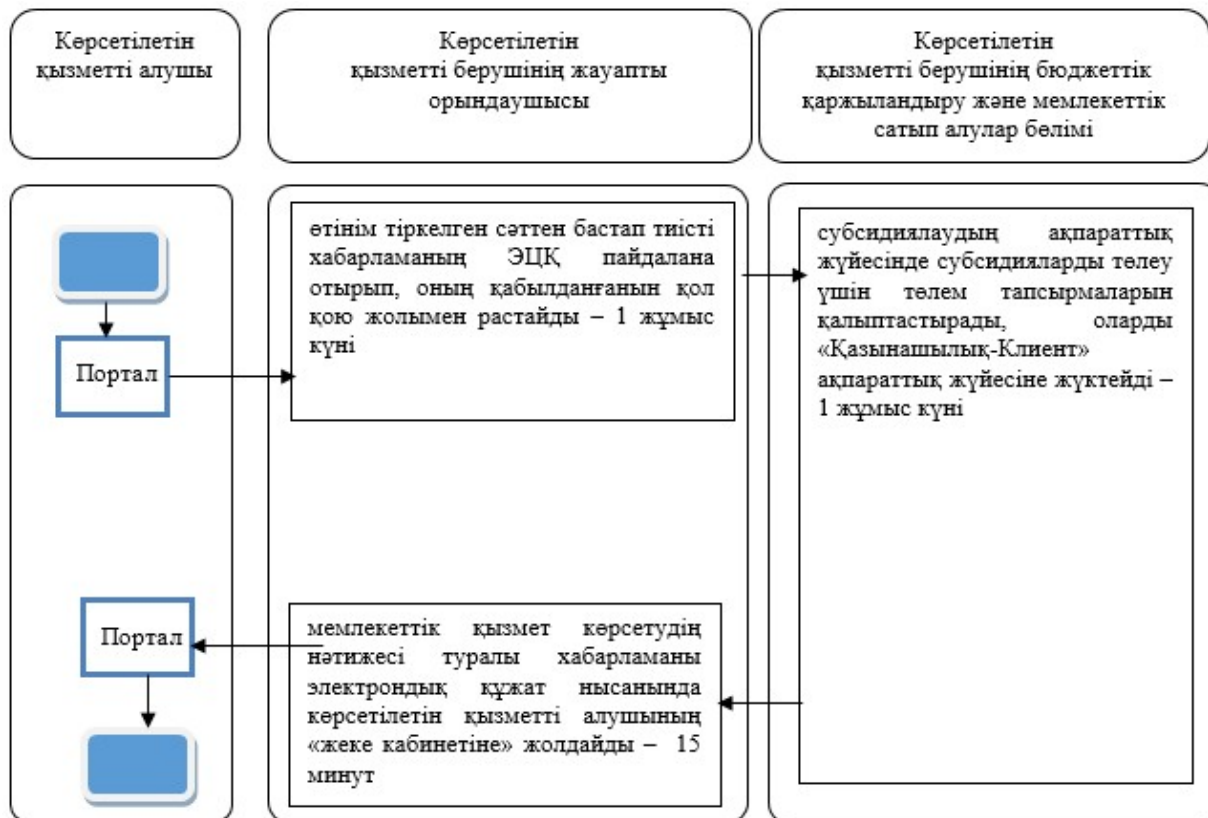 Көрсетілетін
қызметті алушы
Көрсетілетін
қызметті берушінің жауапты
орындаушысы
Көрсетілетін
қызметті берушінің бюджеттік
қаржыландыру және мемлекеттік
сатып алулар бөлімі
Портал
өтінім тіркелген сәттен бастап тиісті
хабарламаның ЭЦҚ пайдалана
отырып, оның қабылданғанын қол
қою жолымен растайды – 1 жұмыс
күні
субсидиялаудың ақпараттық
жүйесінде субсидияларды төлеу
үшін төлем тапсырмаларын
қалыптастырады, оларды
«Қазынашылық-Клиент»
ақпараттық жүйесіне жүктейді –
1 жұмыс күні
мемлекеттік қызмет көрсетудің
нәтижесі туралы хабарламаны
электрондық құжат нысанында
көрсетілетін қызметті алушының
«жеке кабинетіне» жолдайды – 15
минут
Портал